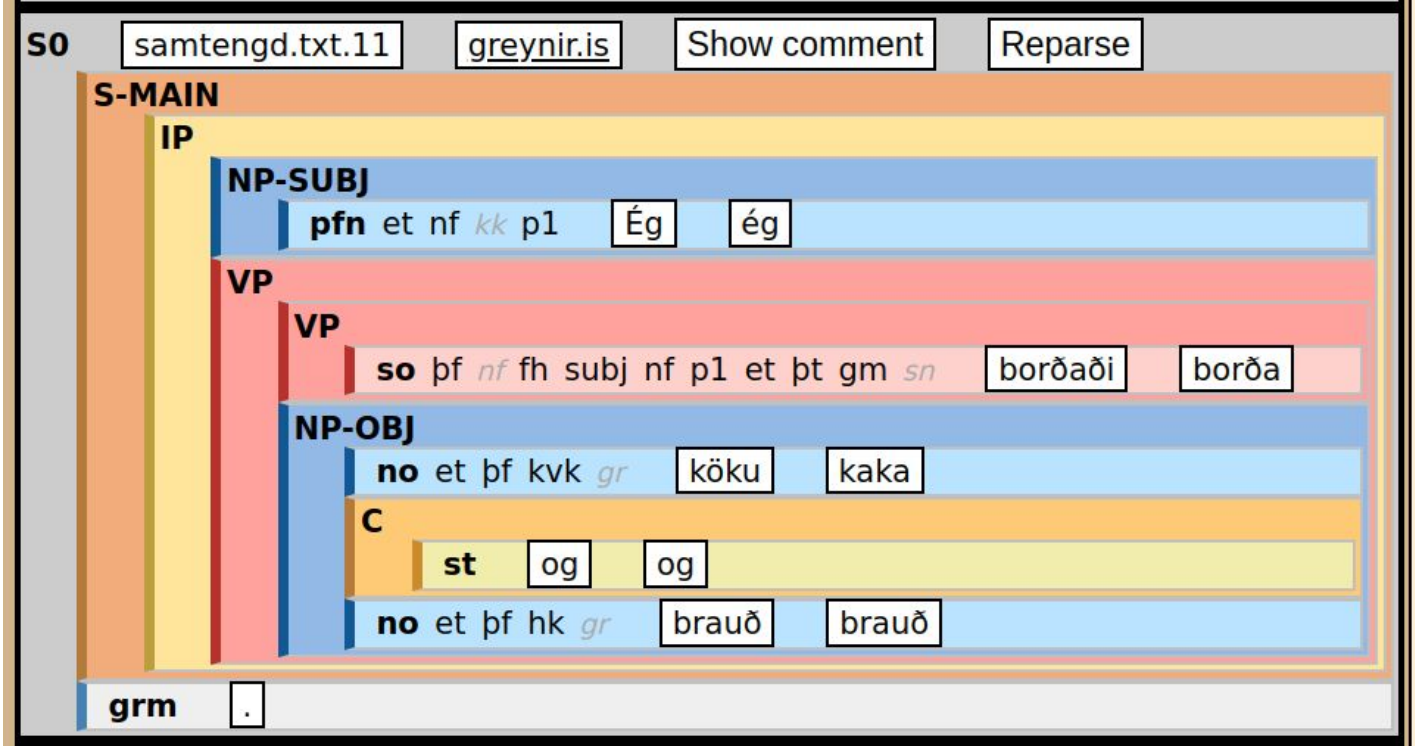 S0 samtengd.txt.11 greynir.is Show comment Reparse
S-MAIN
IP
NP-SUBJ
pfn et nf kk p1 Ég ég
VP
VP
so þf nf fh subj nf p1 et þt gm sn borðaði borða
NP-OBJ
no et þf kvk gr köku kaka
C
st og og
no et þf hk gr brauð brauð
grm .